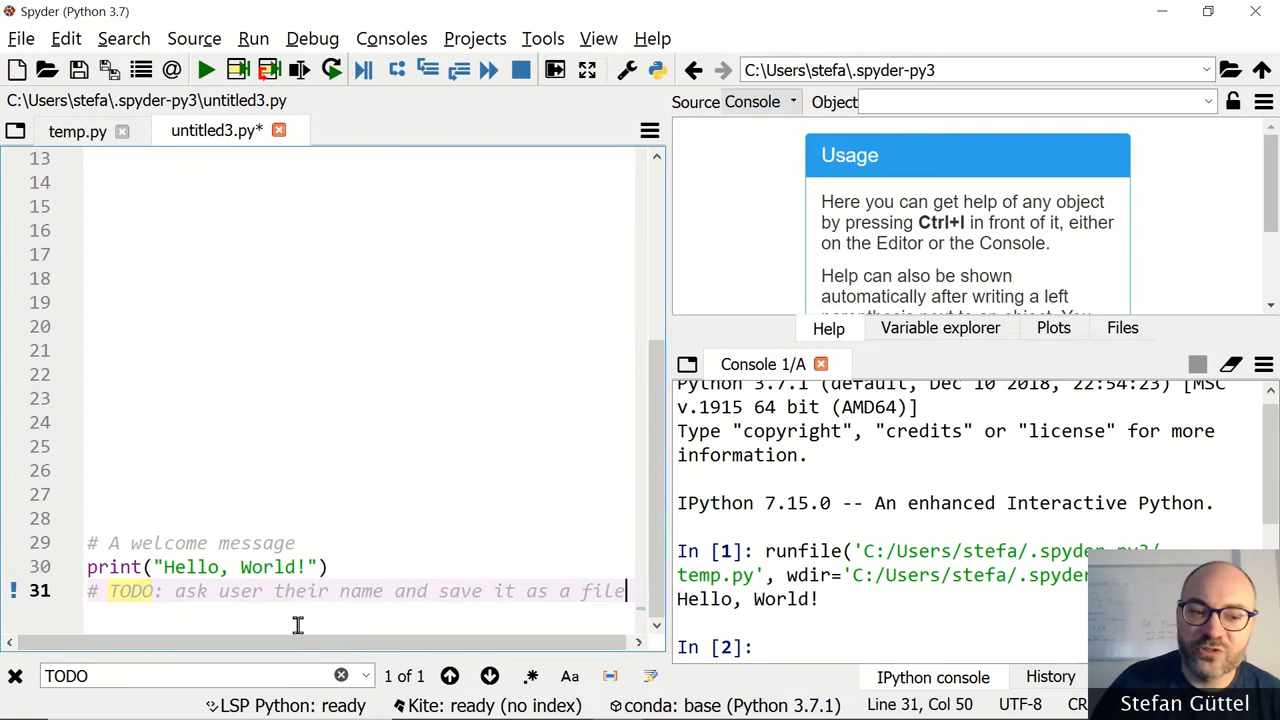 Spyder (Python 3.7)
File Edit Search Source Run Debug Consoles Projects Tools View Help
C:\Users\stefa\.spyder-py3
C:\Users\stefa\.spyder-py3\untitled3.py
Source Console Object
temp.py untitled3.py*
13
14
15
16
17
18
19
20
21
22
23
24
25
26
27
28
29 # A welcome message
30 print("Hello, World!")
31 # TODO: ask user their name and save it as a file
Usage
Here you can get help of any object
by pressing Ctrl+I in front of it, either
on the Editor or the Console.
Help can also be shown
automatically after writing a left
parenthesis next to an object. You
Help Variable explorer Plots Files
Console 1/A
Python 3.7.1 (default, Dec 10 2018, 22:54:23) [MSC
v.1915 64 bit (AMD64)]
Type "copyright", "credits" or "license" for more
information.
IPython 7.15.0 -- An enhanced Interactive Python.
In [1]: runfile('C:/Users/stefa/.spyder-py3/
temp.py', wdir='C:/Users/stefa/.spyder
Hello, World!
In [2]:
IPython console History
TODO 1 of 1 .* Aa
LSP Python: ready Kite: ready (no index) conda: base (Python 3.7.1) Line 31, Col 50 UTF-8 CR
Stefan Güttel